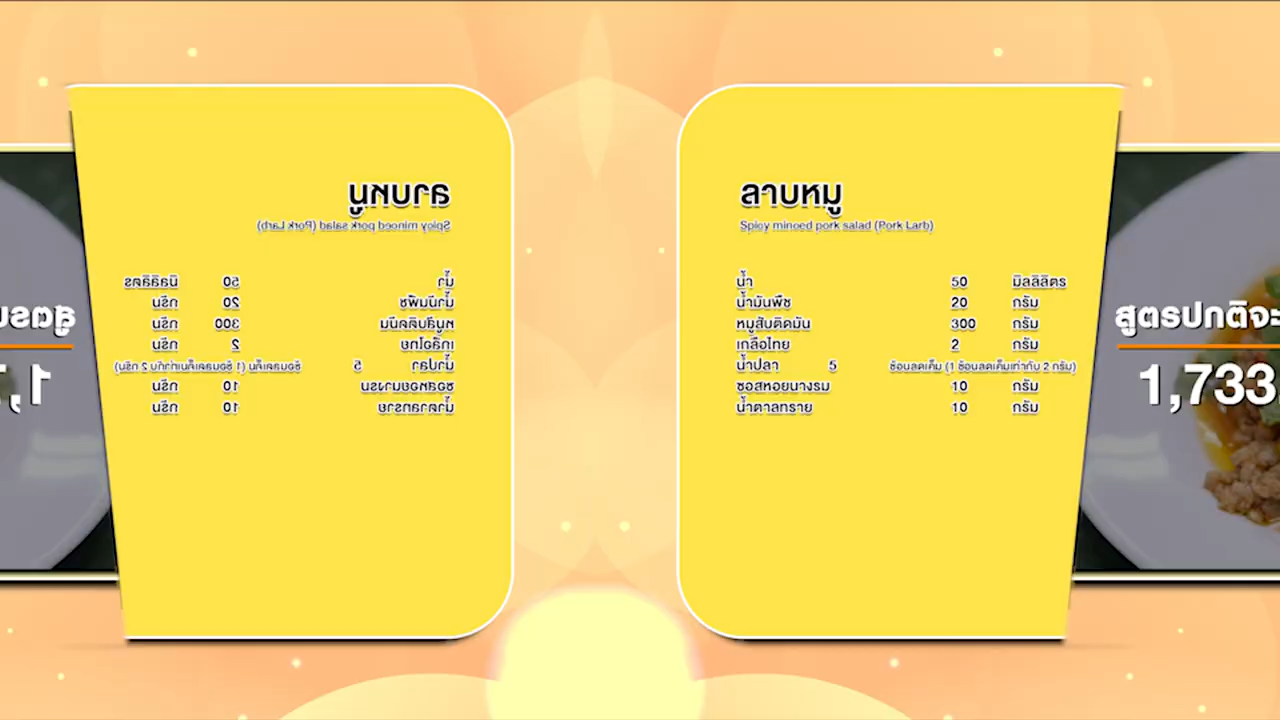 ลาบหมู
Spicy minced pork salad (Pork Larb)
น้ำ 50 มิลลิลิตร
น้ำมันพืช 20 กรัม
หมูสับติดมัน 300 กรัม
เกลือไทย 2 กรัม
น้ำปลา 5 ช้อนลดเค็ม (1 ช้อนลดเค็มเท่ากับ 2 กรัม)
ซอสหอยนางรม 10 กรัม
น้ำตาลทราย 10 กรัม
สูตรปกติจะ
1,733